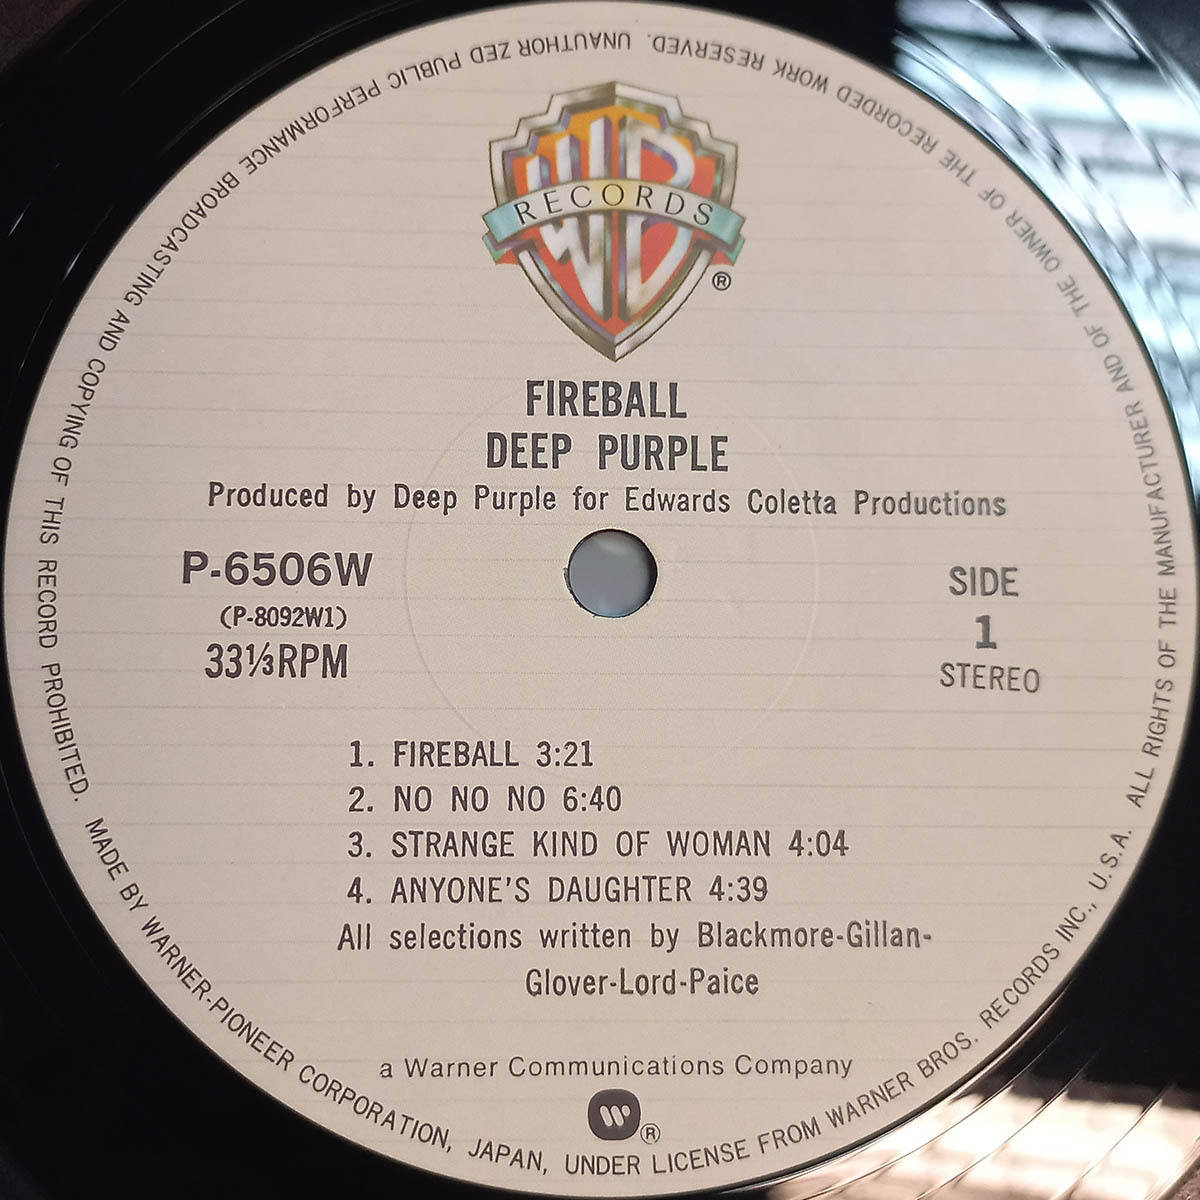 WB
RECORDS
®
FIREBALL
DEEP PURPLE
Produced by Deep Purple for Edwards Coletta Productions
P-6506W
(P-8092W1)
33⅓RPM
SIDE
1
STEREO
1. FIREBALL 3:21
2. NO NO NO 6:40
3. STRANGE KIND OF WOMAN 4:04
4. ANYONE'S DAUGHTER 4:39
All selections written by Blackmore-Gillan-
Glover-Lord-Paice
a Warner Communications Company
®
MADE BY WARNER-PIONEER CORPORATION, JAPAN, UNDER LICENSE FROM WARNER BROS. RECORDS INC., U.S.A. ALL RIGHTS OF THE MANUFACTURER AND OF THE OWNER OF THE RECORDED WORK RESERVED. UNAUTHOR ZED PUBLIC PERFORMANCE BROADCASTING AND COPYING OF THIS RECORD PROHIBITED.